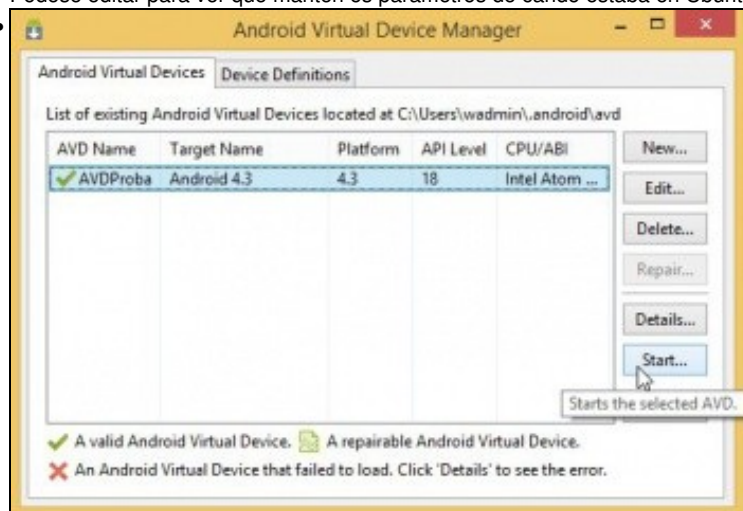 Android Virtual Device Manager
Android Virtual Devices Device Definitions
List of existing Android Virtual Devices located at C:\Users\wadmin\.android\avd
AVD Name Target Name Platform API Level CPU/ABI
AVDProba Android 4.3 4.3 18 Intel Atom ...
New...
Edit...
Delete...
Repair...
Details...
Start...
Starts the selected AVD.
A valid Android Virtual Device. A repairable Android Virtual Device.
An Android Virtual Device that failed to load. Click 'Details' to see the error.